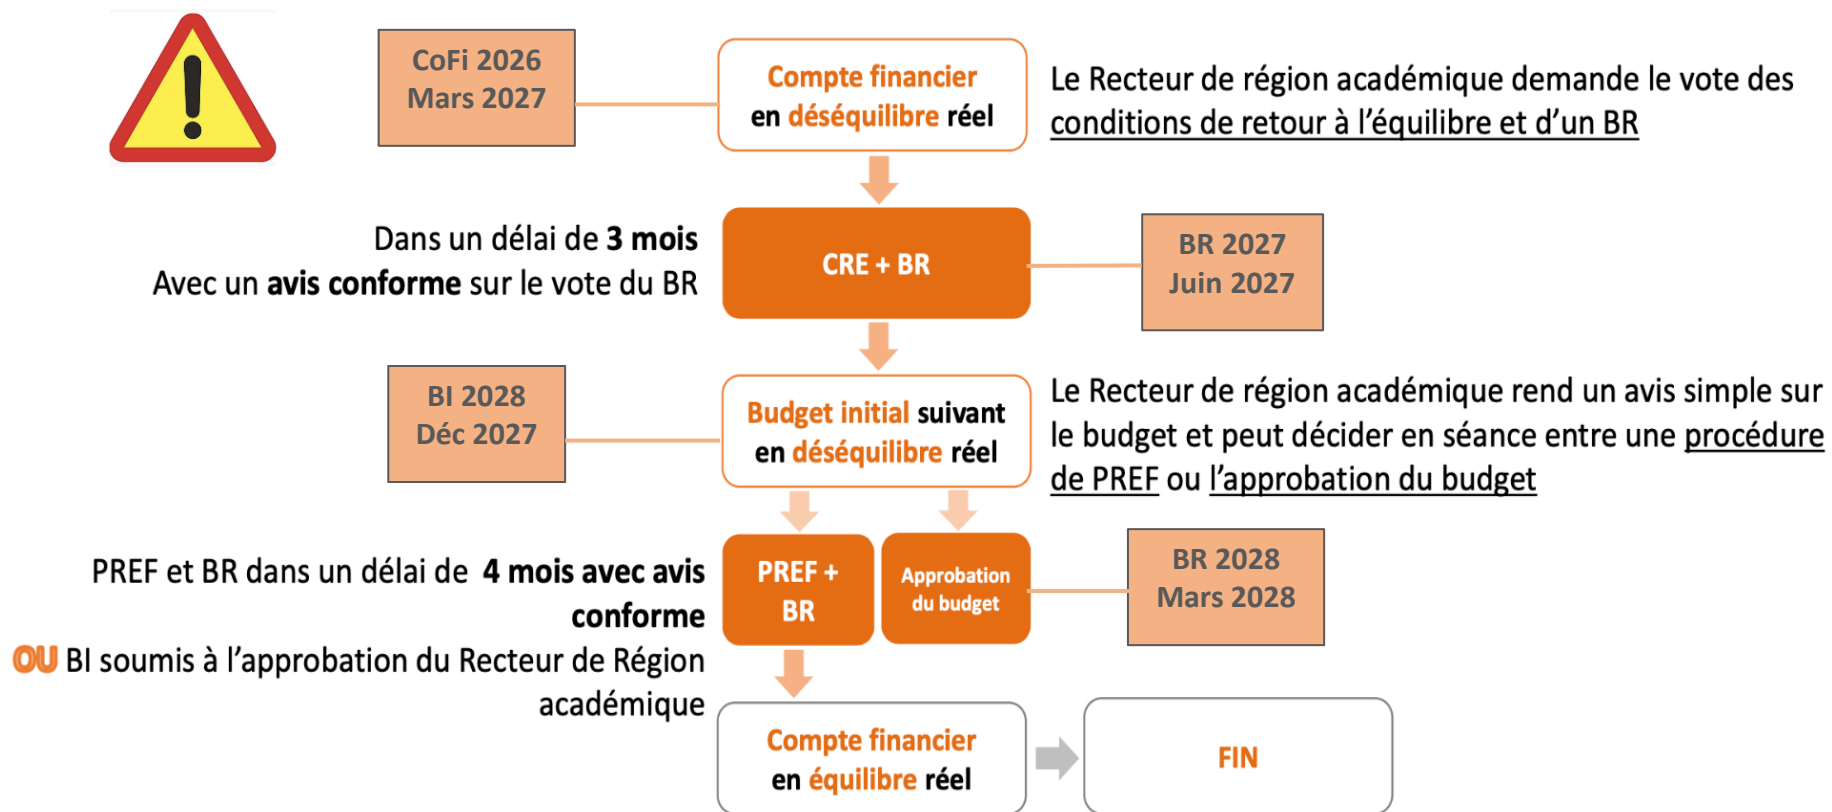 CoFi 2026
Mars 2027
Compte financier
en déséquilibre réel
Le Recteur de région académique demande le vote des
conditions de retour à l’équilibre et d’un BR
Dans un délai de 3 mois
Avec un avis conforme sur le vote du BR
CRE + BR
BR 2027
Juin 2027
BI 2028
Déc 2027
Budget initial suivant
en déséquilibre réel
Le Recteur de région académique rend un avis simple sur
le budget et peut décider en séance entre une procédure
de PREF ou l’approbation du budget
PREF et BR dans un délai de 4 mois avec avis
conforme
OU BI soumis à l’approbation du Recteur de Région
académique
PREF +
BR
Approbation
du budget
BR 2028
Mars 2028
Compte financier
en équilibre réel
FIN